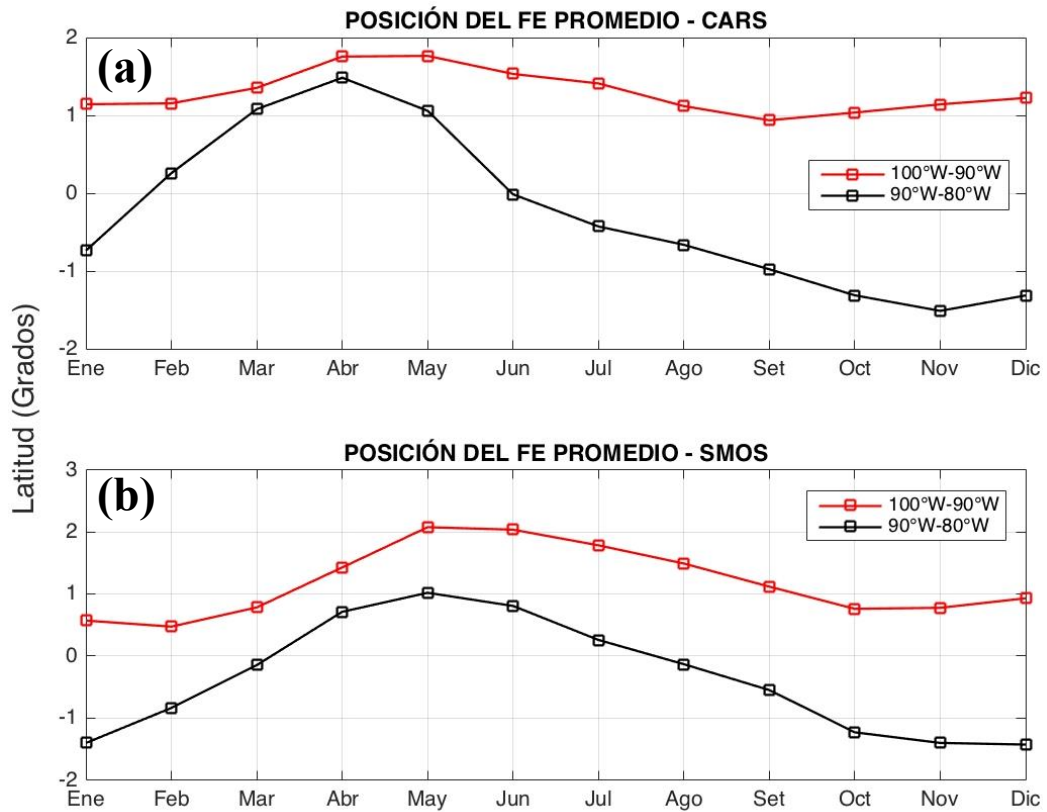 POSICIÓN DEL FE PROMEDIO - CARS
(a)
2
1
0
-1
-2
100°W-90°W
90°W-80°W
Ene Feb Mar Abr May Jun Jul Ago Set Oct Nov Dic
Latitud (Grados)
POSICIÓN DEL FE PROMEDIO - SMOS
(b)
3
2
1
0
-1
-2
100°W-90°W
90°W-80°W
Ene Feb Mar Abr May Jun Jul Ago Set Oct Nov Dic